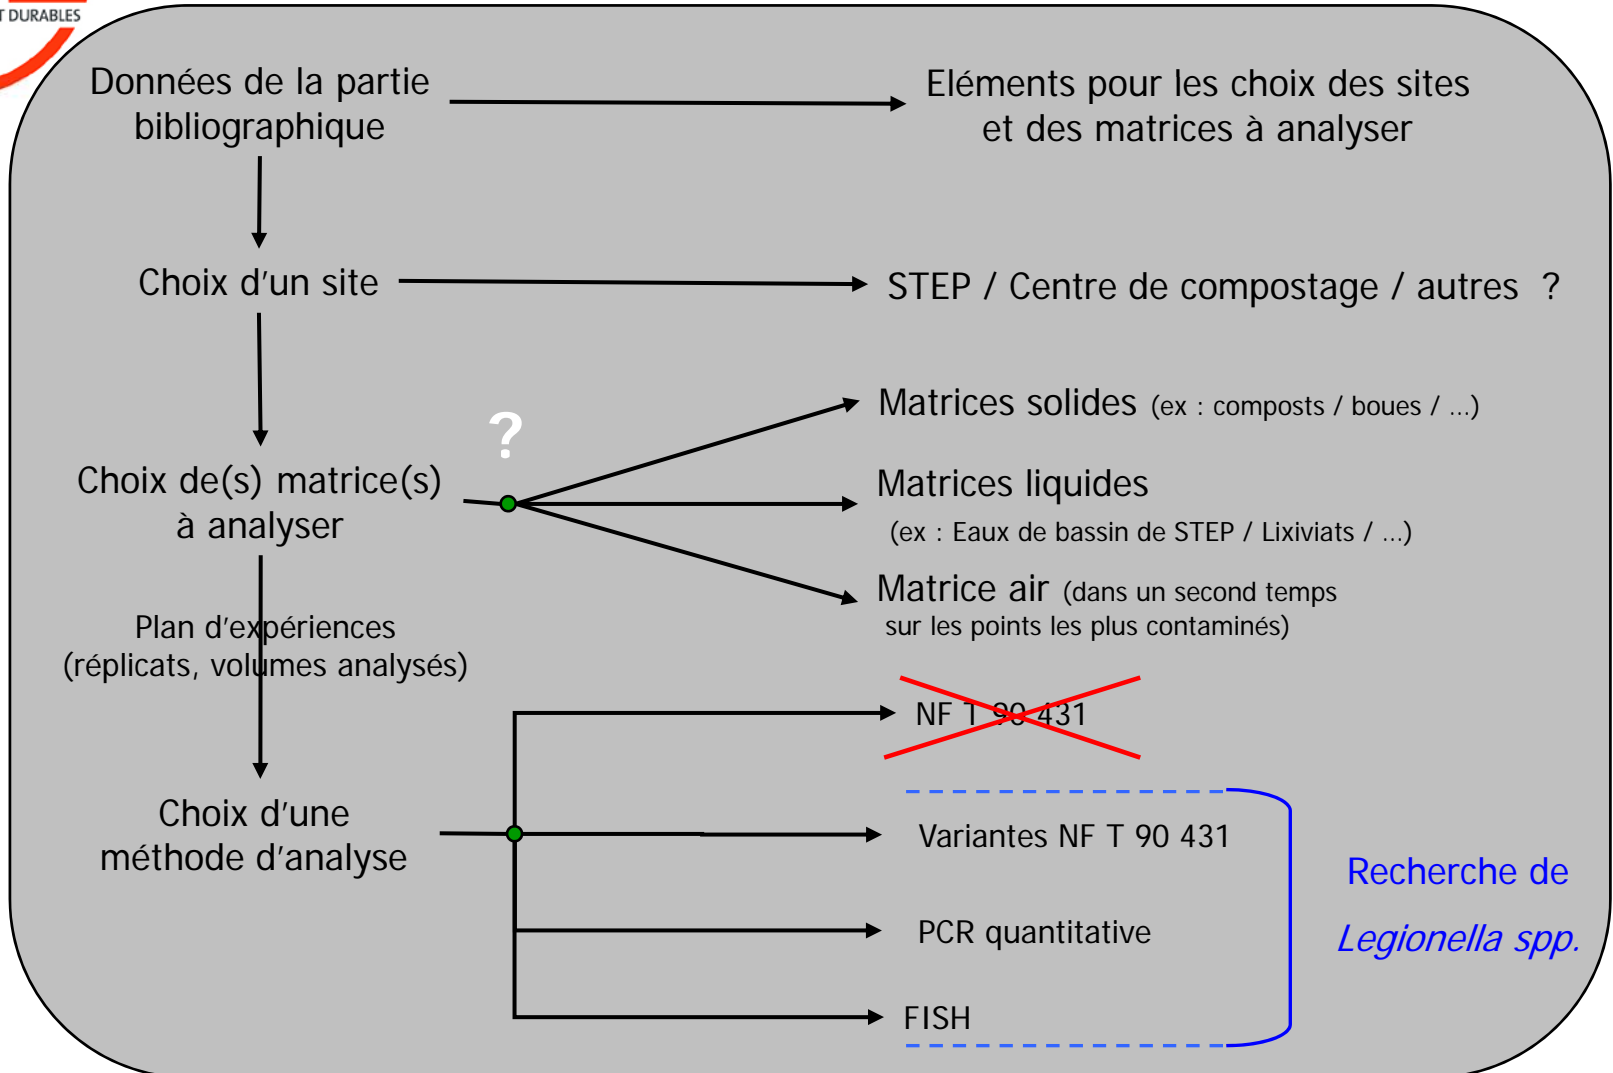 T DURABLES
Données de la partie
bibliographique
Eléments pour les choix des sites
et des matrices à analyser
Choix d'un site
STEP / Centre de compostage / autres ?
?
Matrices solides (ex : composts / boues / ...)
Choix de(s) matrice(s)
à analyser
Matrices liquides
(ex : Eaux de bassin de STEP / Lixiviats / ...)
Matrice air (dans un second temps
sur les points les plus contaminés)
Plan d'expériences
(réplicats, volumes analysés)
NF T 90 431
Choix d'une
méthode d'analyse
Variantes NF T 90 431
PCR quantitative
FISH
Recherche de
Legionella spp.